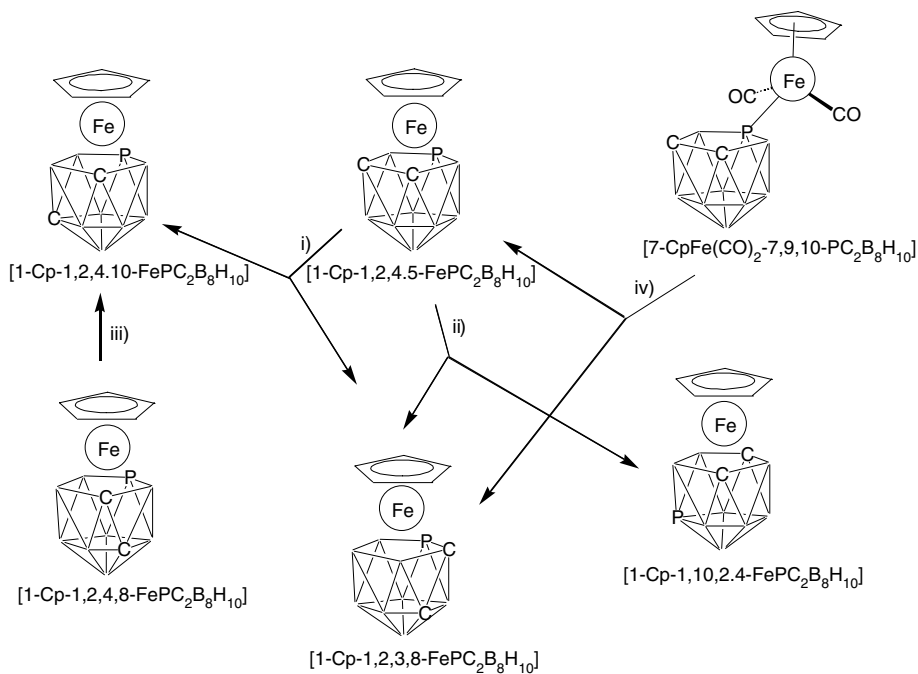 Fe
P
C
C
[1-Cp-1,2,4.10-FePC2B8H10]
Fe
P
C
C
[1-Cp-1,2,4.5-FePC2B8H10]
Fe
OC
CO
P
C
C
[7-CpFe(CO)2-7,9,10-PC2B8H10]
i)
ii)
iii)
iv)
Fe
P
C
C
[1-Cp-1,2,4,8-FePC2B8H10]
Fe
P
C
C
[1-Cp-1,2,3,8-FePC2B8H10]
Fe
C
C
P
[1-Cp-1,10,2.4-FePC2B8H10]